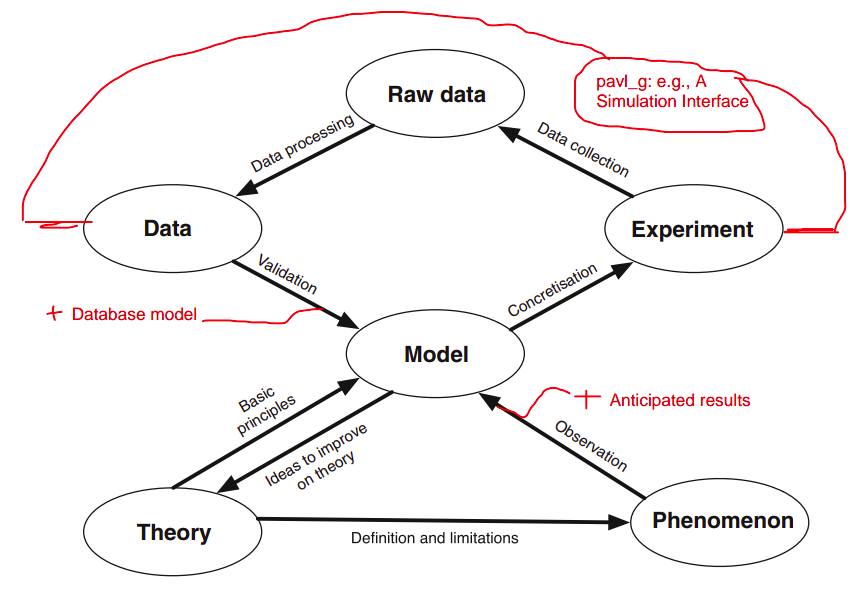 pavl_g: e.g., A
Simulation Interface
Raw data
Data processing
Data collection
Data
Experiment
Validation
Concretisation
+ Database model
Model
Basic
principles
Ideas to improve
on theory
+ Anticipated results
Observation
Theory
Definition and limitations
Phenomenon